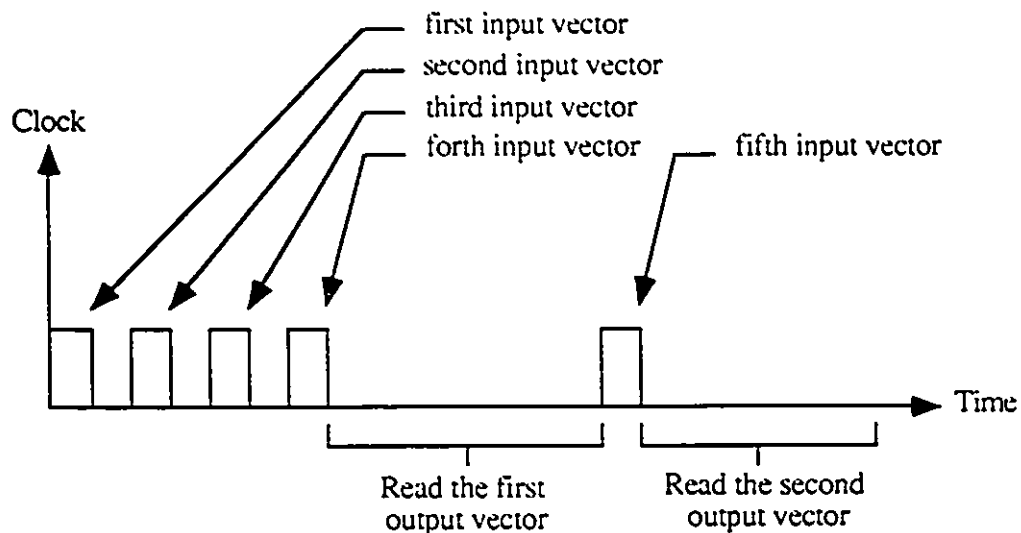 first input vector
second input vector
third input vector
forth input vector
fifth input vector
Clock
Time
Read the first
output vector
Read the second
output vector